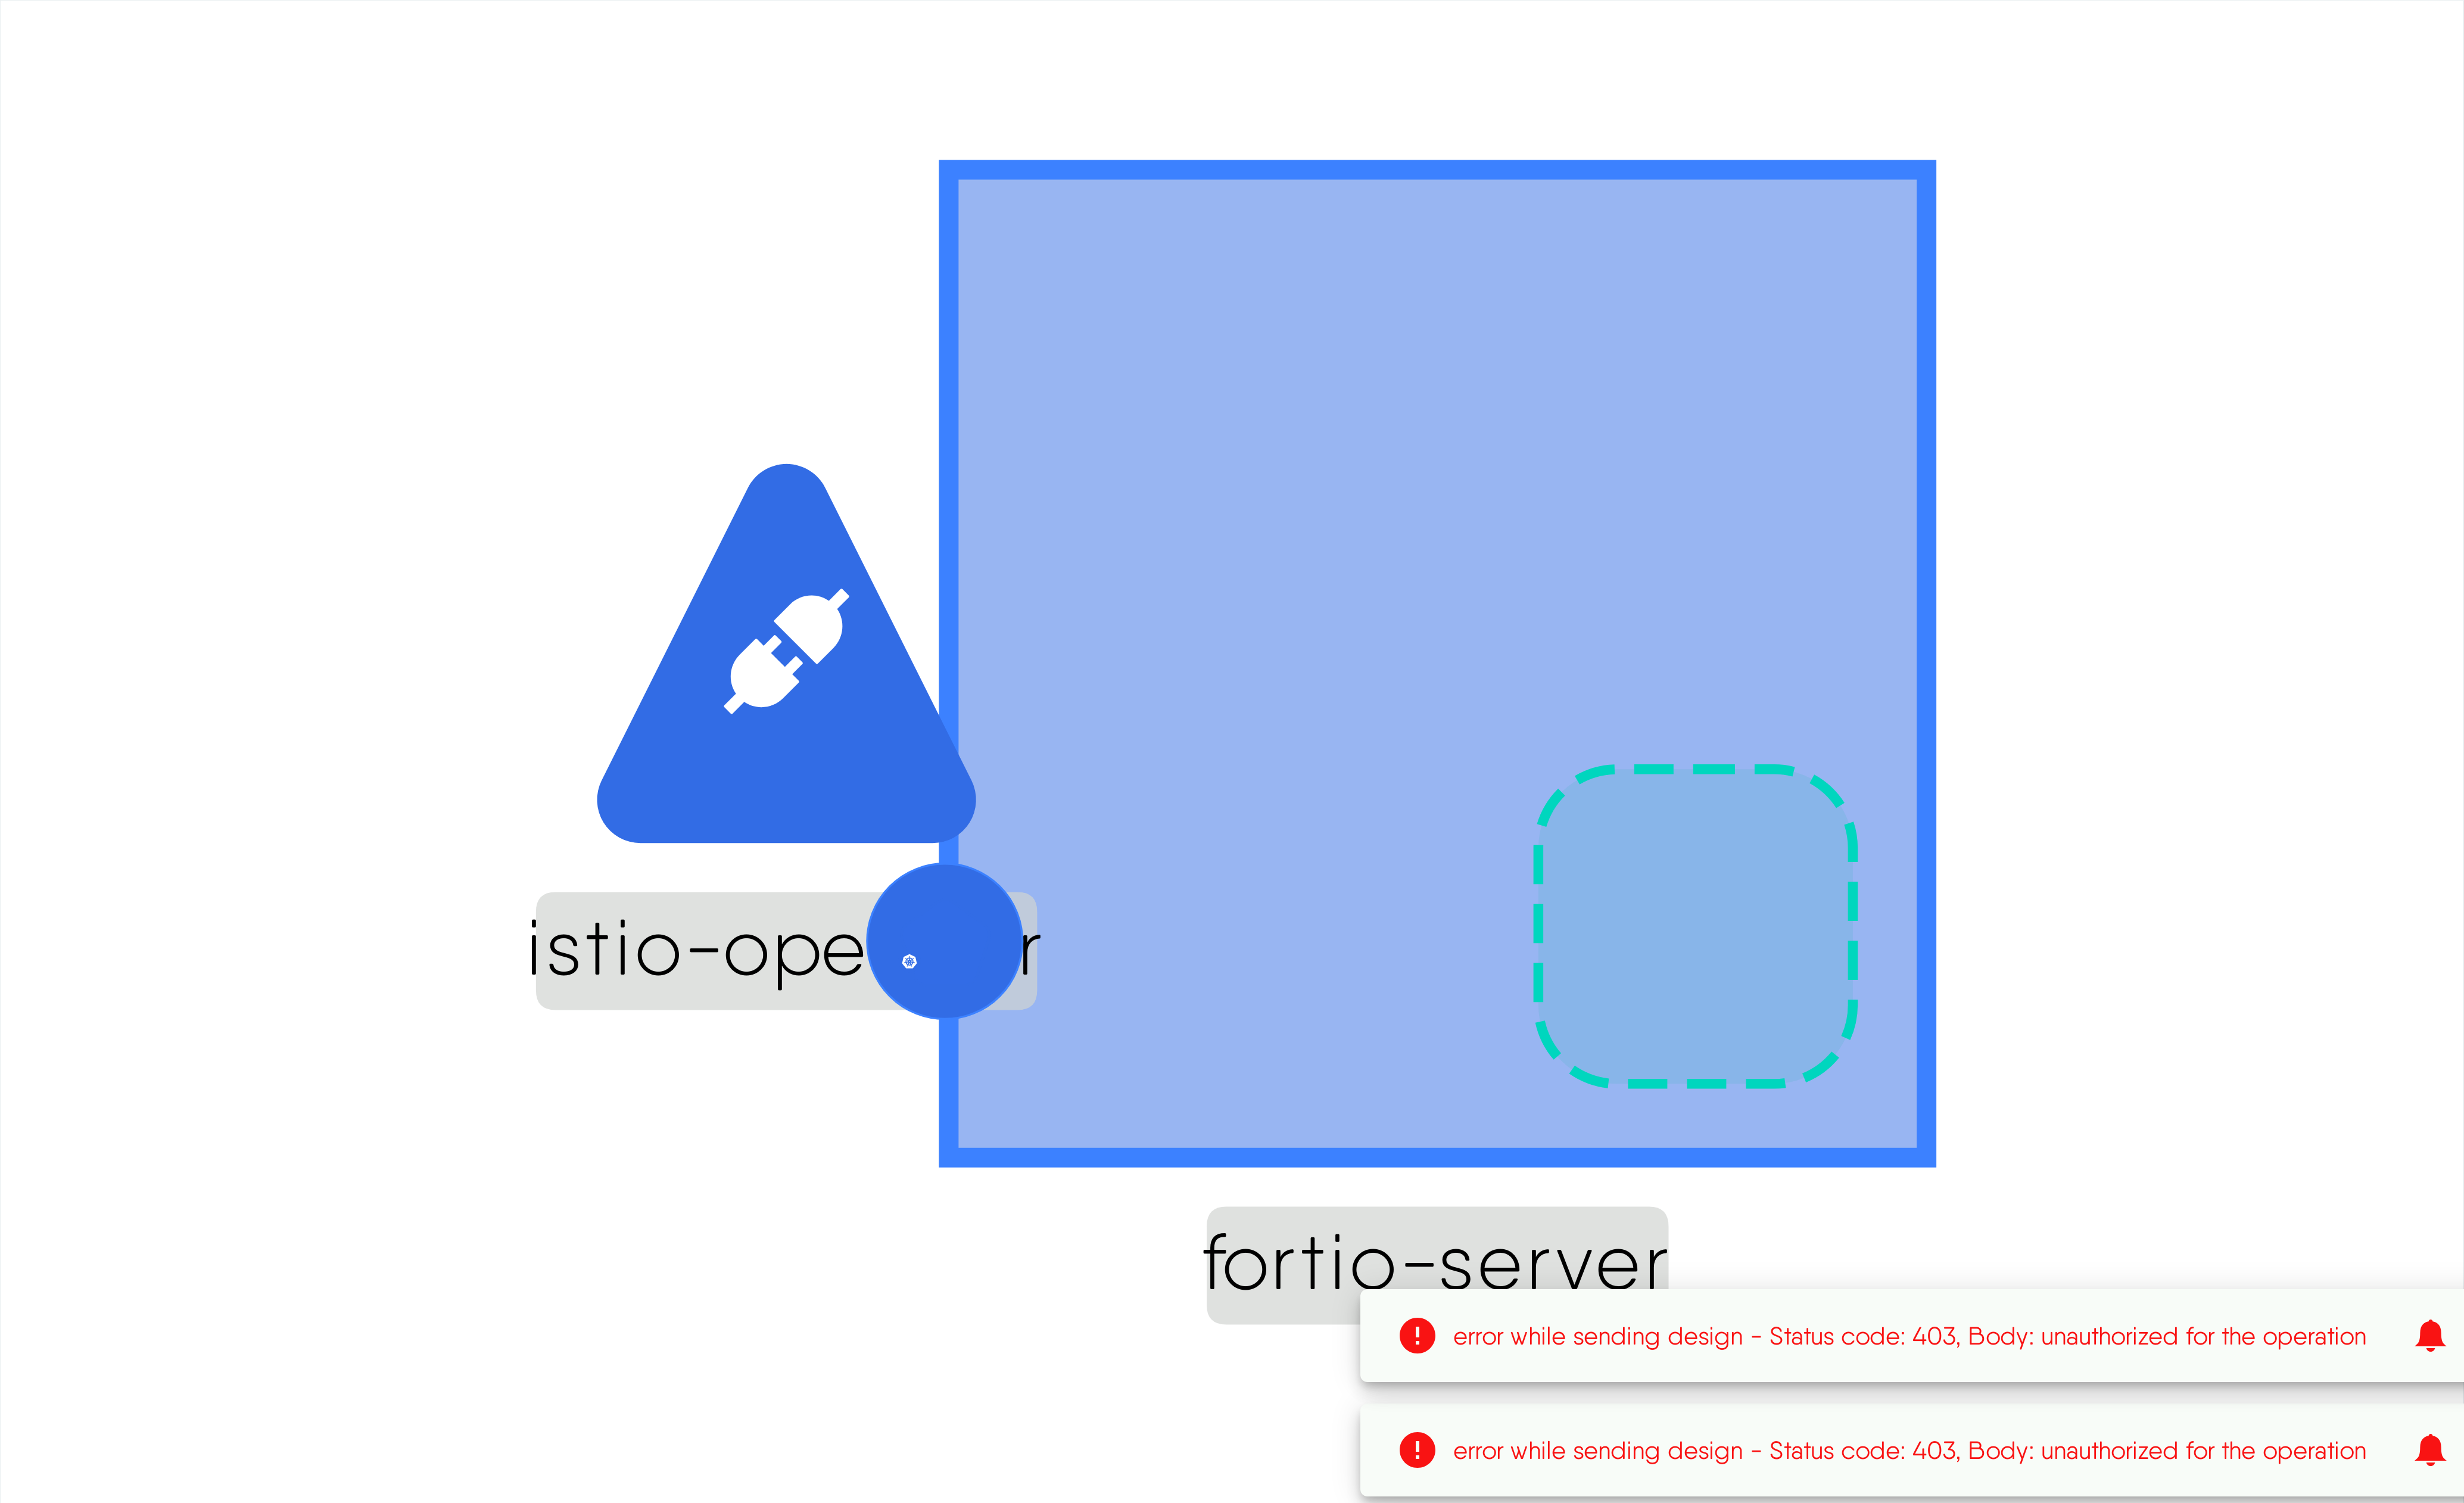 istio-ope r
fortio-server
error while sending design - Status code: 403, Body: unauthorized for the operation
error while sending design - Status code: 403, Body: unauthorized for the operation